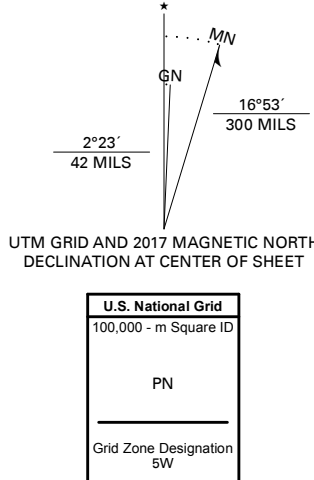 ★
MN
GN
16°53´
300 MILS
2°23´
42 MILS
UTM GRID AND 2017 MAGNETIC NORTH
DECLINATION AT CENTER OF SHEET
U.S. National Grid
100,000 - m Square ID
PN
Grid Zone Designation
5W